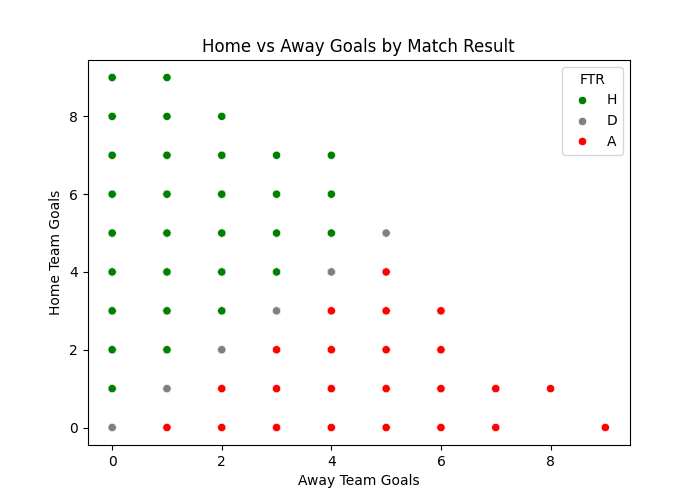 Home vs Away Goals by Match Result
FTR
H
D
A
8
6
4
2
0
Home Team Goals
0 2 4 6 8
Away Team Goals